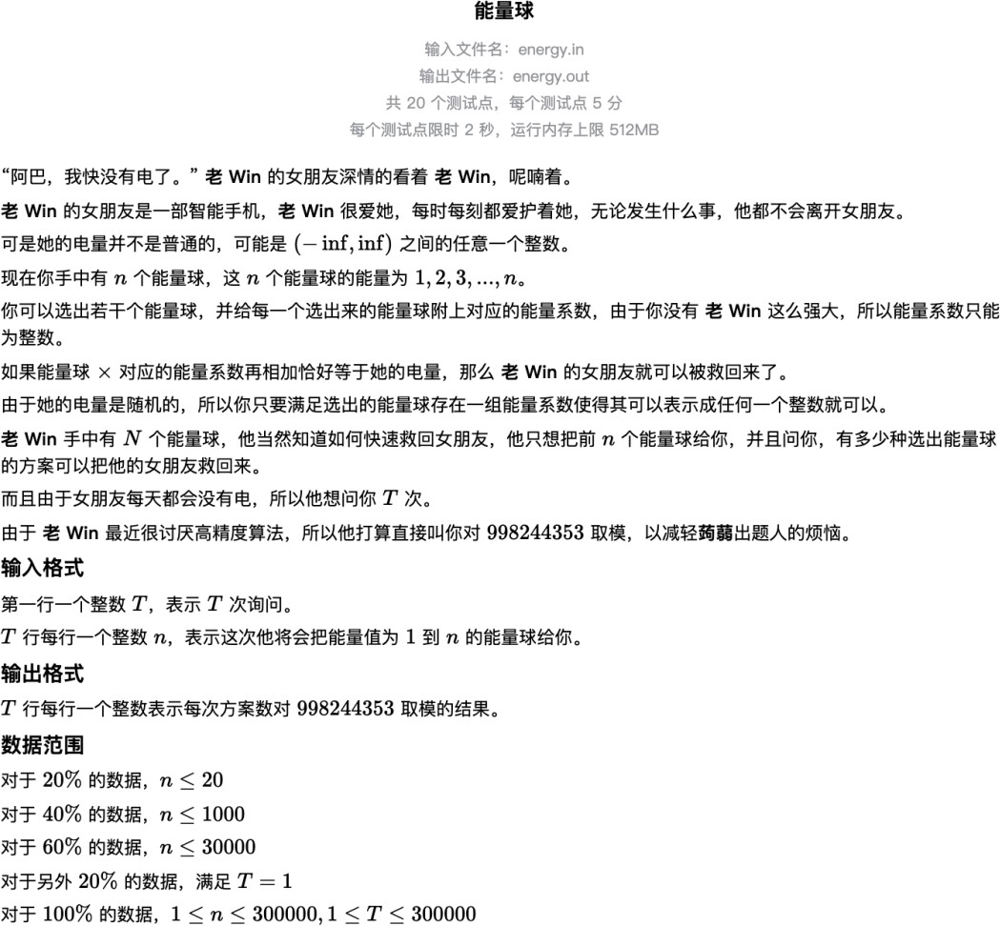 能量球
输入文件名：energy.in
输出文件名：energy.out
共 20 个测试点，每个测试点 5 分
每个测试点限时 2 秒，运行内存上限 512MB
“阿巴，我快没有电了。” 老 Win 的女朋友深情的看着 老 Win，呢喃着。
老 Win 的女朋友是一部智能手机，老 Win 很爱她，每时每刻都爱护着她，无论发生什么事，他都不会离开女朋友。
可是她的电量并不是普通的，可能是 (− inf, inf) 之间的任意一个整数。
现在你手中有 n 个能量球，这 n 个能量球的能量为 1, 2, 3, ..., n。
你可以选出若干个能量球，并给每一个选出来的能量球附上对应的能量系数，由于你没有 老 Win 这么强大，所以能量系数只能
为整数。
如果能量球 × 对应的能量系数再相加恰好等于她的电量，那么 老 Win 的女朋友就可以被救回来了。
由于她的电量是随机的，所以你只要满足选出的能量球存在一组能量系数使得其可以表示成任何一个整数就可以。
老 Win 手中有 N 个能量球，他当然知道如何快速救回女朋友，他只想把前 n 个能量球给你，并且问你，有多少种选出能量球
的方案可以把他的女朋友救回来。
而且由于女朋友每天都会没有电，所以他想问你 T 次。
由于 老 Win 最近很讨厌高精度算法，所以他打算直接叫你对 998244353 取模，以减轻蒟蒻出题人的烦恼。
输入格式
第一行一个整数 T，表示 T 次询问。
T 行每行一个整数 n，表示这次他将会把能量值为 1 到 n 的能量球给你。
输出格式
T 行每行一个整数表示每次方案数对 998244353 取模的结果。
数据范围
对于 20% 的数据，n ≤ 20
对于 40% 的数据，n ≤ 1000
对于 60% 的数据，n ≤ 30000
对于另外 20% 的数据，满足 T = 1
对于 100% 的数据，1 ≤ n ≤ 300000, 1 ≤ T ≤ 300000